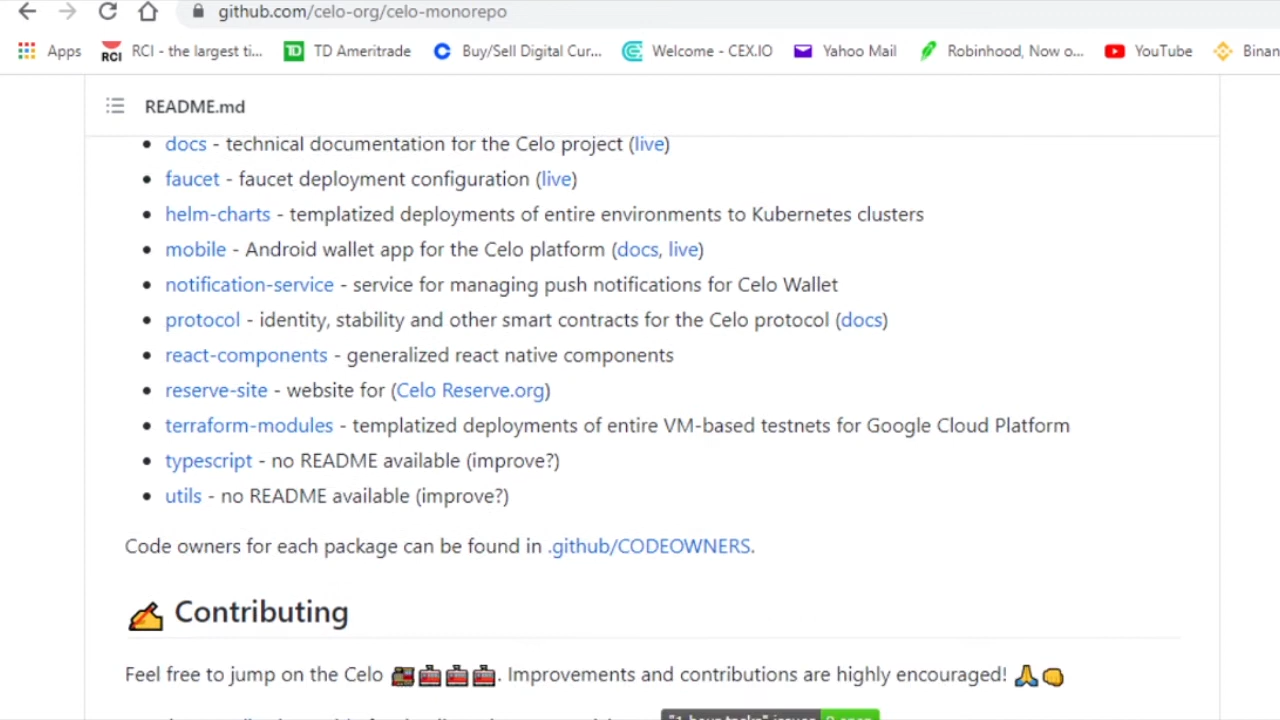 github.com/celo-org/celo-monorepo
Apps RCI RCI - the largest ti... TD TD Ameritrade Buy/Sell Digital Cur... Welcome - CEX.IO Yahoo Mail Robinhood, Now o... YouTube Binan
README.md
docs - technical documentation for the Celo project (live)
faucet - faucet deployment configuration (live)
helm-charts - templatized deployments of entire environments to Kubernetes clusters
mobile - Android wallet app for the Celo platform (docs, live)
notification-service - service for managing push notifications for Celo Wallet
protocol - identity, stability and other smart contracts for the Celo protocol (docs)
react-components - generalized react native components
reserve-site - website for (Celo Reserve.org)
terraform-modules - templatized deployments of entire VM-based testnets for Google Cloud Platform
typescript - no README available (improve?)
utils - no README available (improve?)
Code owners for each package can be found in .github/CODEOWNERS.
✍️ Contributing
Feel free to jump on the Celo 🚂🚋🚋🚋. Improvements and contributions are highly encouraged! 🙏👊